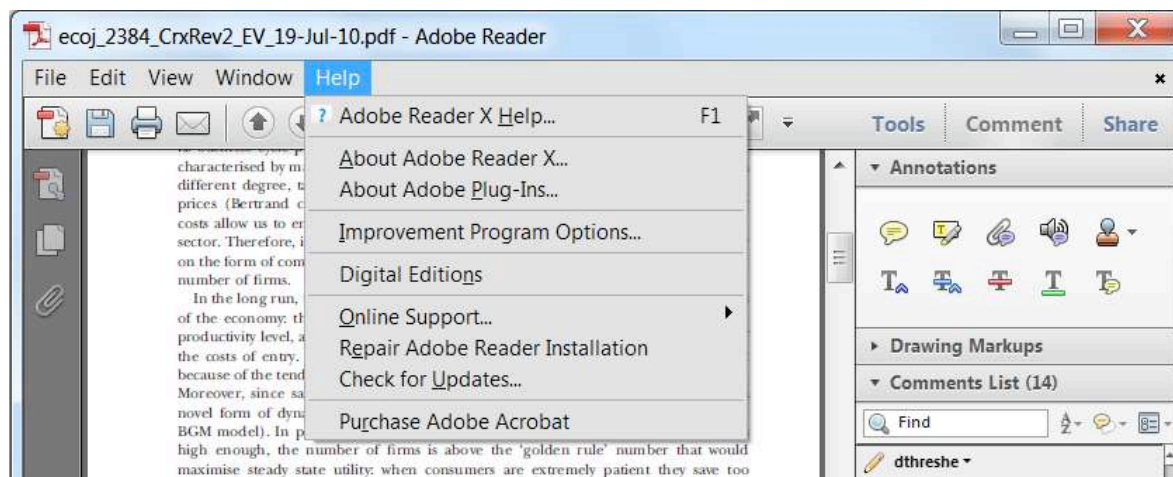 ecoj_2384_CrxRev2_EV_19-Jul-10.pdf - Adobe Reader
File Edit View Window Help
Tools Comment Share
? Adobe Reader X Help... F1
About Adobe Reader X...
About Adobe Plug-Ins...
Improvement Program Options...
Digital Editions
Online Support...
Repair Adobe Reader Installation
Check for Updates...
Purchase Adobe Acrobat
characterised by
different degree,
prices (Bertrand
costs allow us to
sector. Therefore,
on the form of
number of firms.
In the long run,
of the economy:
productivity level,
the costs of entry.
because of the
Moreover, since
novel form of
BGM model). In
high enough, the number of firms is above the 'golden rule' number that would
maximise steady state utility: when consumers are extremely patient they save too
Annotations
Drawing Markups
Comments List (14)
Find
dthreshe